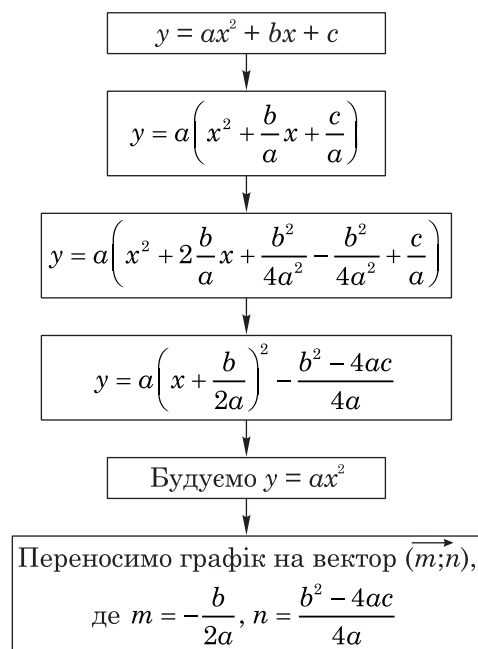 y = ax² + bx + c
y = a(x² + b/a x + c/a)
y = a(x² + 2 b/a x + b²/4a² − b²/4a² + c/a)
y = a(x + b/2a)² − b² − 4ac/4a
Будуємо y = ax²
Переносимо графік на вектор (m;n),
де m = −b/2a, n = b² − 4ac/4a